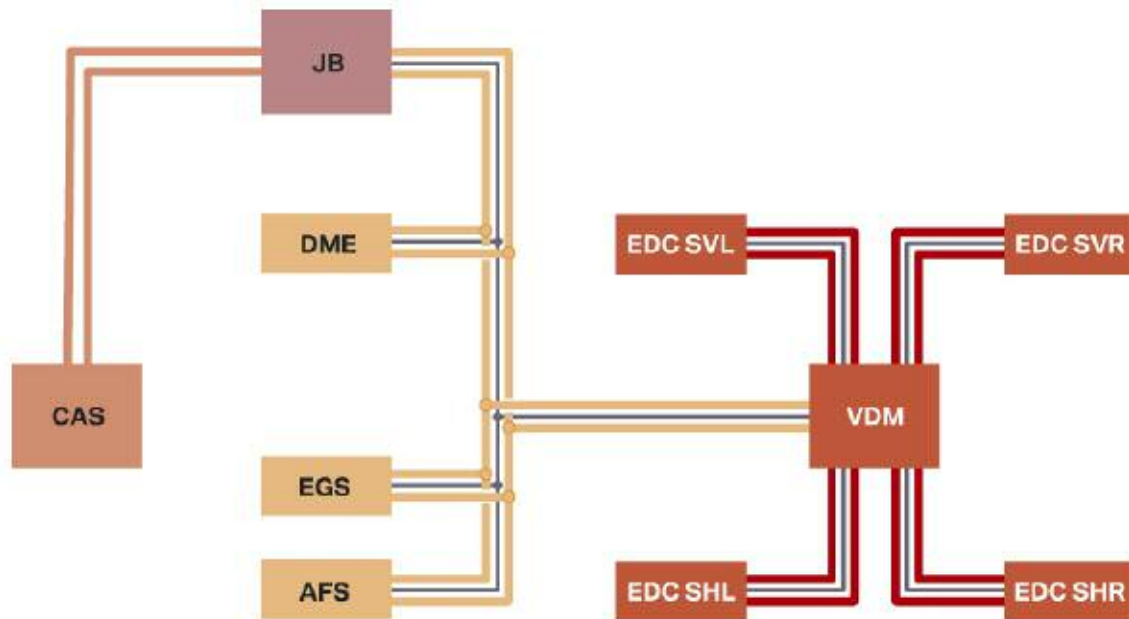 JB
DME
EDC SVL
EDC SVR
CAS
VDM
EGS
AFS
EDC SHL
EDC SHR